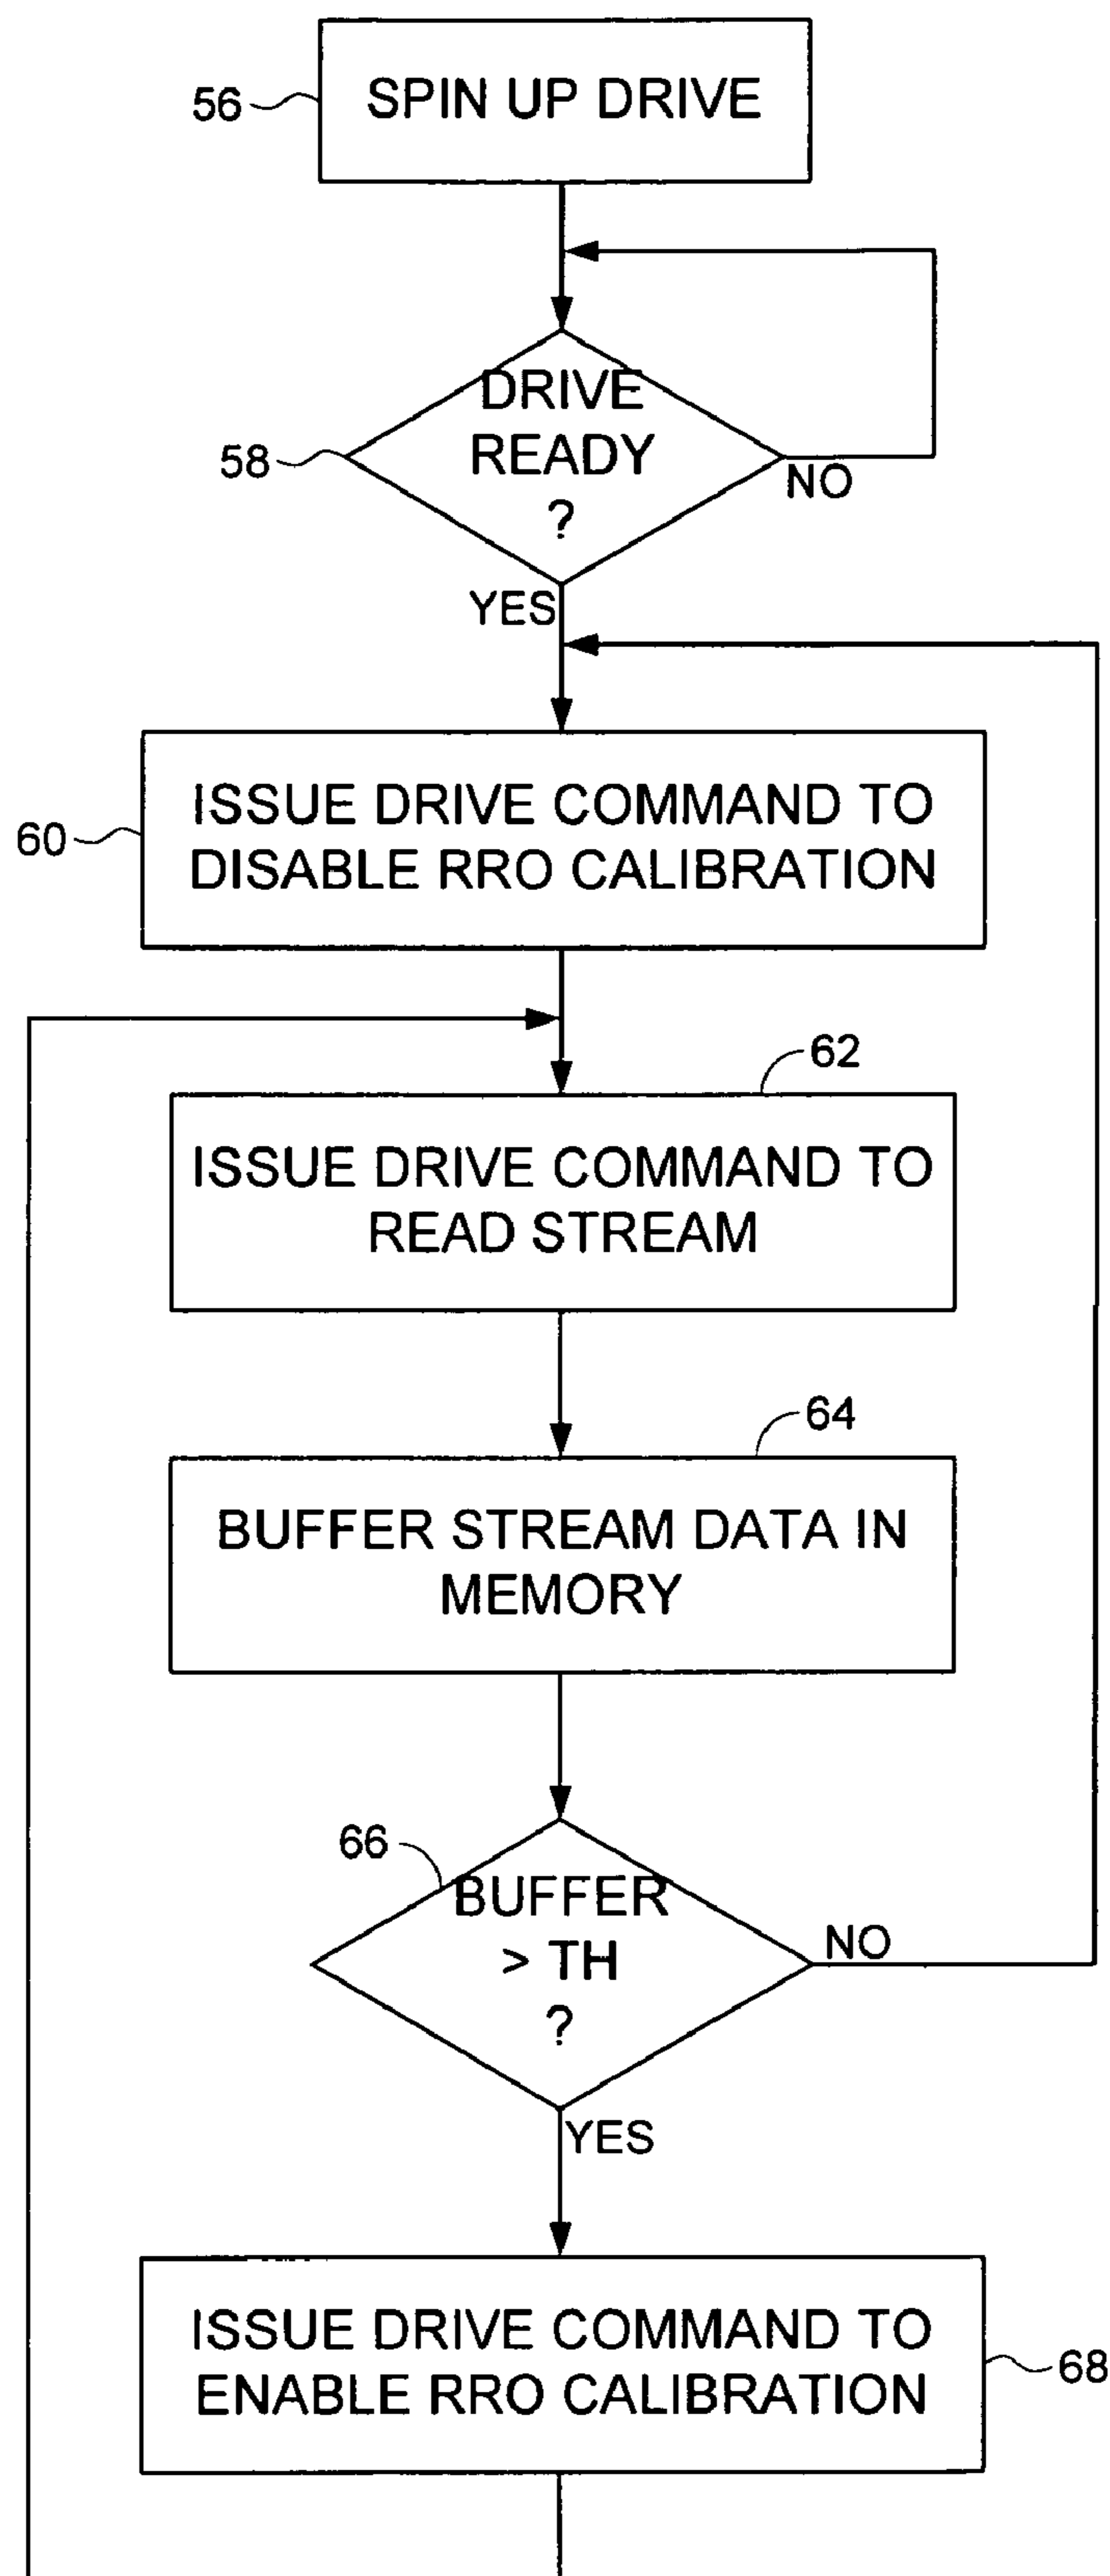 56
SPIN UP DRIVE
DRIVE
READY
?
58
NO
YES
60
ISSUE DRIVE COMMAND TO
DISABLE RRO CALIBRATION
62
ISSUE DRIVE COMMAND TO
READ STREAM
64
BUFFER STREAM DATA IN
MEMORY
66
BUFFER
> TH
?
NO
YES
ISSUE DRIVE COMMAND TO
ENABLE RRO CALIBRATION
68